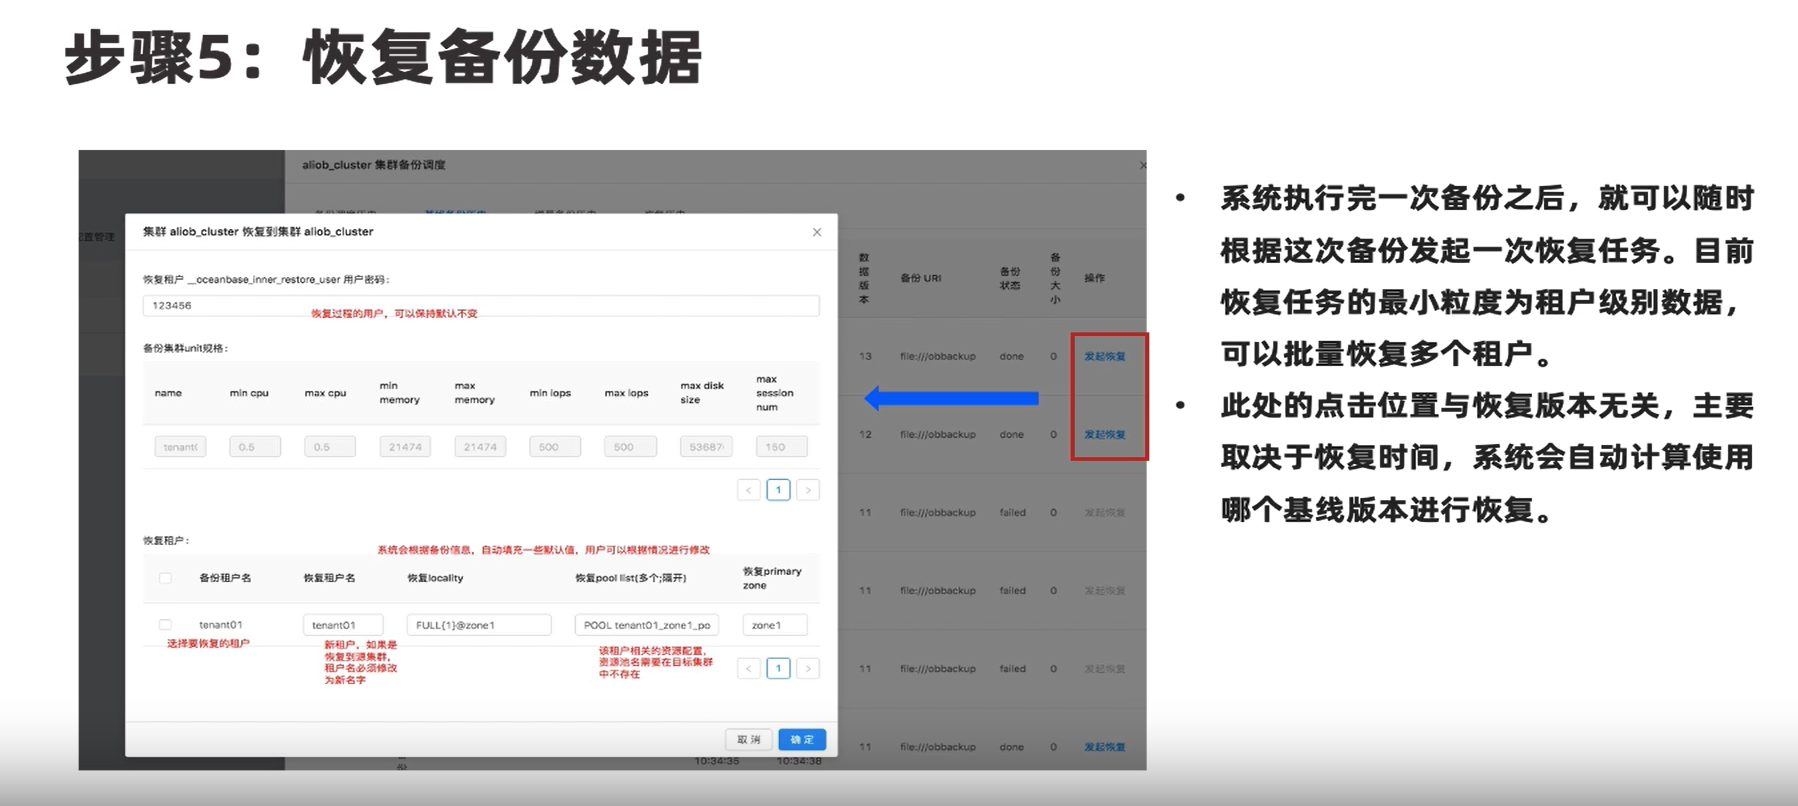 步骤5：恢复备份数据
aliob_cluster 集群备份调度
配置管理
集群 aliob_cluster 恢复到集群 aliob_cluster
恢复租户 __oceanbase_inner_restore_user 用户密码：
123456
恢复过程的用户，可以保持默认不变
备份集群unit规格：
name min cpu max cpu min memory max memory min iops max iops max disk size max session num
tenant( 0.5 0.5 21474 21474 500 500 53687 150
< 1 >
恢复租户：
系统会根据备份信息，自动填充一些默认值，用户可以根据情况进行修改
备份租户名 恢复租户名 恢复locality 恢复pool list(多个;隔开) 恢复primary zone
tenant01 tenant01 FULL{1}@zone1 POOL tenant01_zone1_po zone1
选择要恢复的租户
新租户，如果是
恢复到源集群，
租户名必须修改
为新名字
该租户相关的资源配置，
资源池名需要在目标集群
中不存在
< 1 >
取 消 确 定
数据版本 备份 URI 备份状态 备份大小 操作
13 file:///obbackup done 0 发起恢复
12 file:///obbackup done 0 发起恢复
11 file:///obbackup failed 0 发起恢复
11 file:///obbackup failed 0 发起恢复
11 file:///obbackup failed 0 发起恢复
11 file:///obbackup done 0 发起恢复
10:34:35 10:34:38
• 系统执行完一次备份之后，就可以随时
根据这次备份发起一次恢复任务。目前
恢复任务的最小粒度为租户级别数据，
可以批量恢复多个租户。
• 此处的点击位置与恢复版本无关，主要
取决于恢复时间，系统会自动计算使用
哪个基线版本进行恢复。